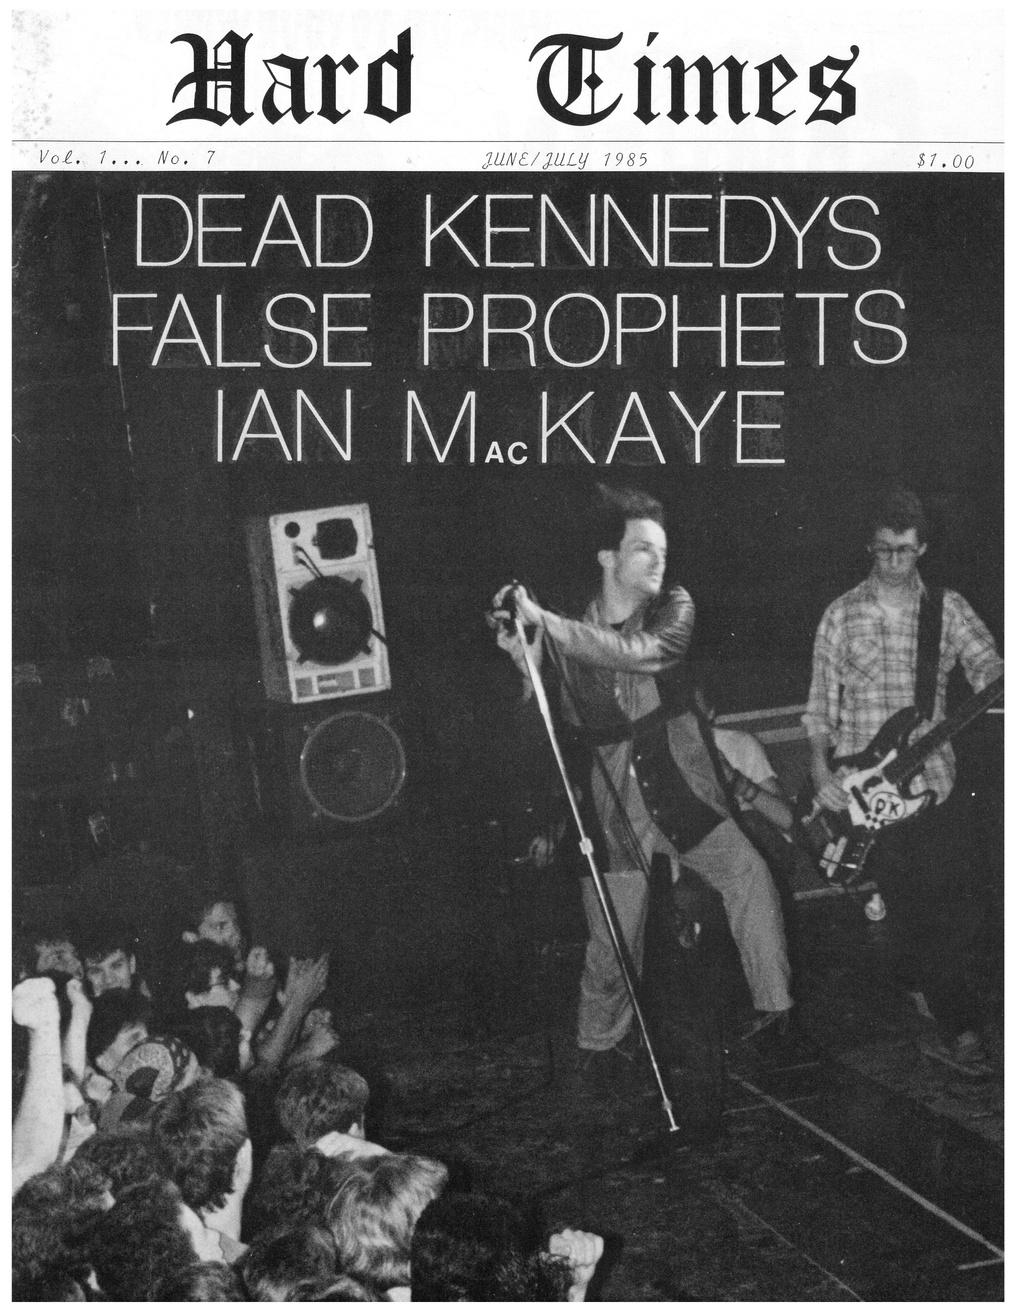 Hard Times
Vol. 1... No. 7 JUNE/JULY 1985 $1.00
DEAD KENNEDYS
FALSE PROPHETS
IAN MACKAYE
DK